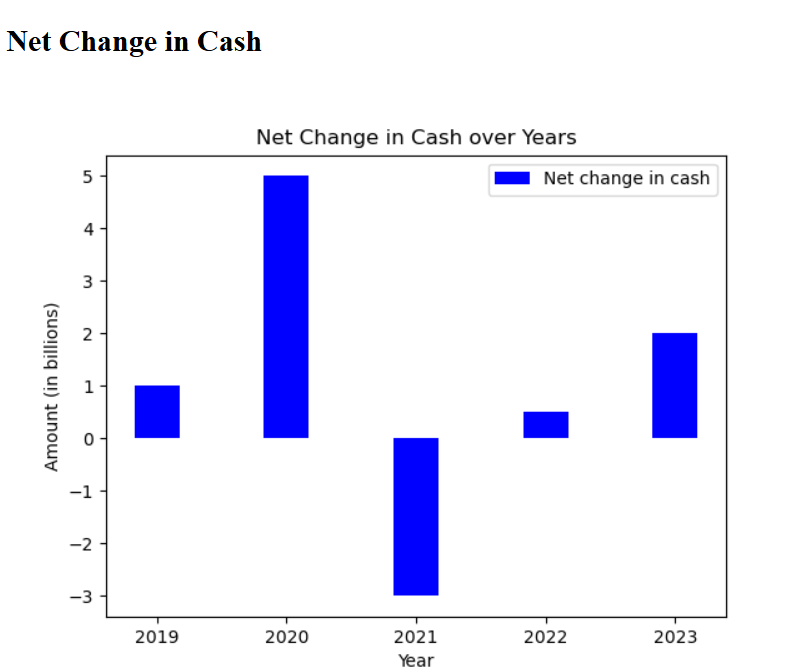 Net Change in Cash
Net Change in Cash over Years
Net change in cash
Amount (in billions)
5
4
3
2
1
0
−1
−2
−3
2019 2020 2021 2022 2023
Year